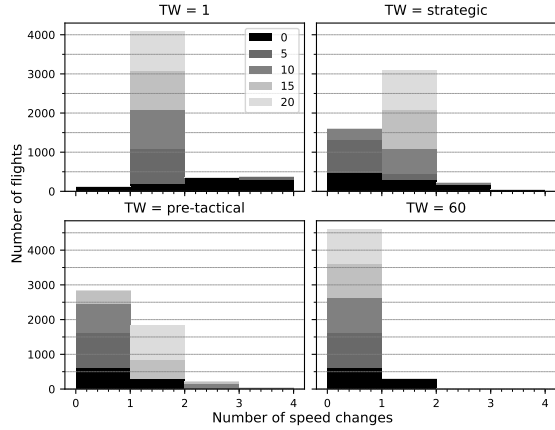 TW = 1
TW = strategic
4000
3000
2000
1000
0
0
5
10
15
20
Number of flights
TW = pre-tactical
TW = 60
4000
3000
2000
1000
0
0 1 2 3 4
0 1 2 3 4
Number of speed changes